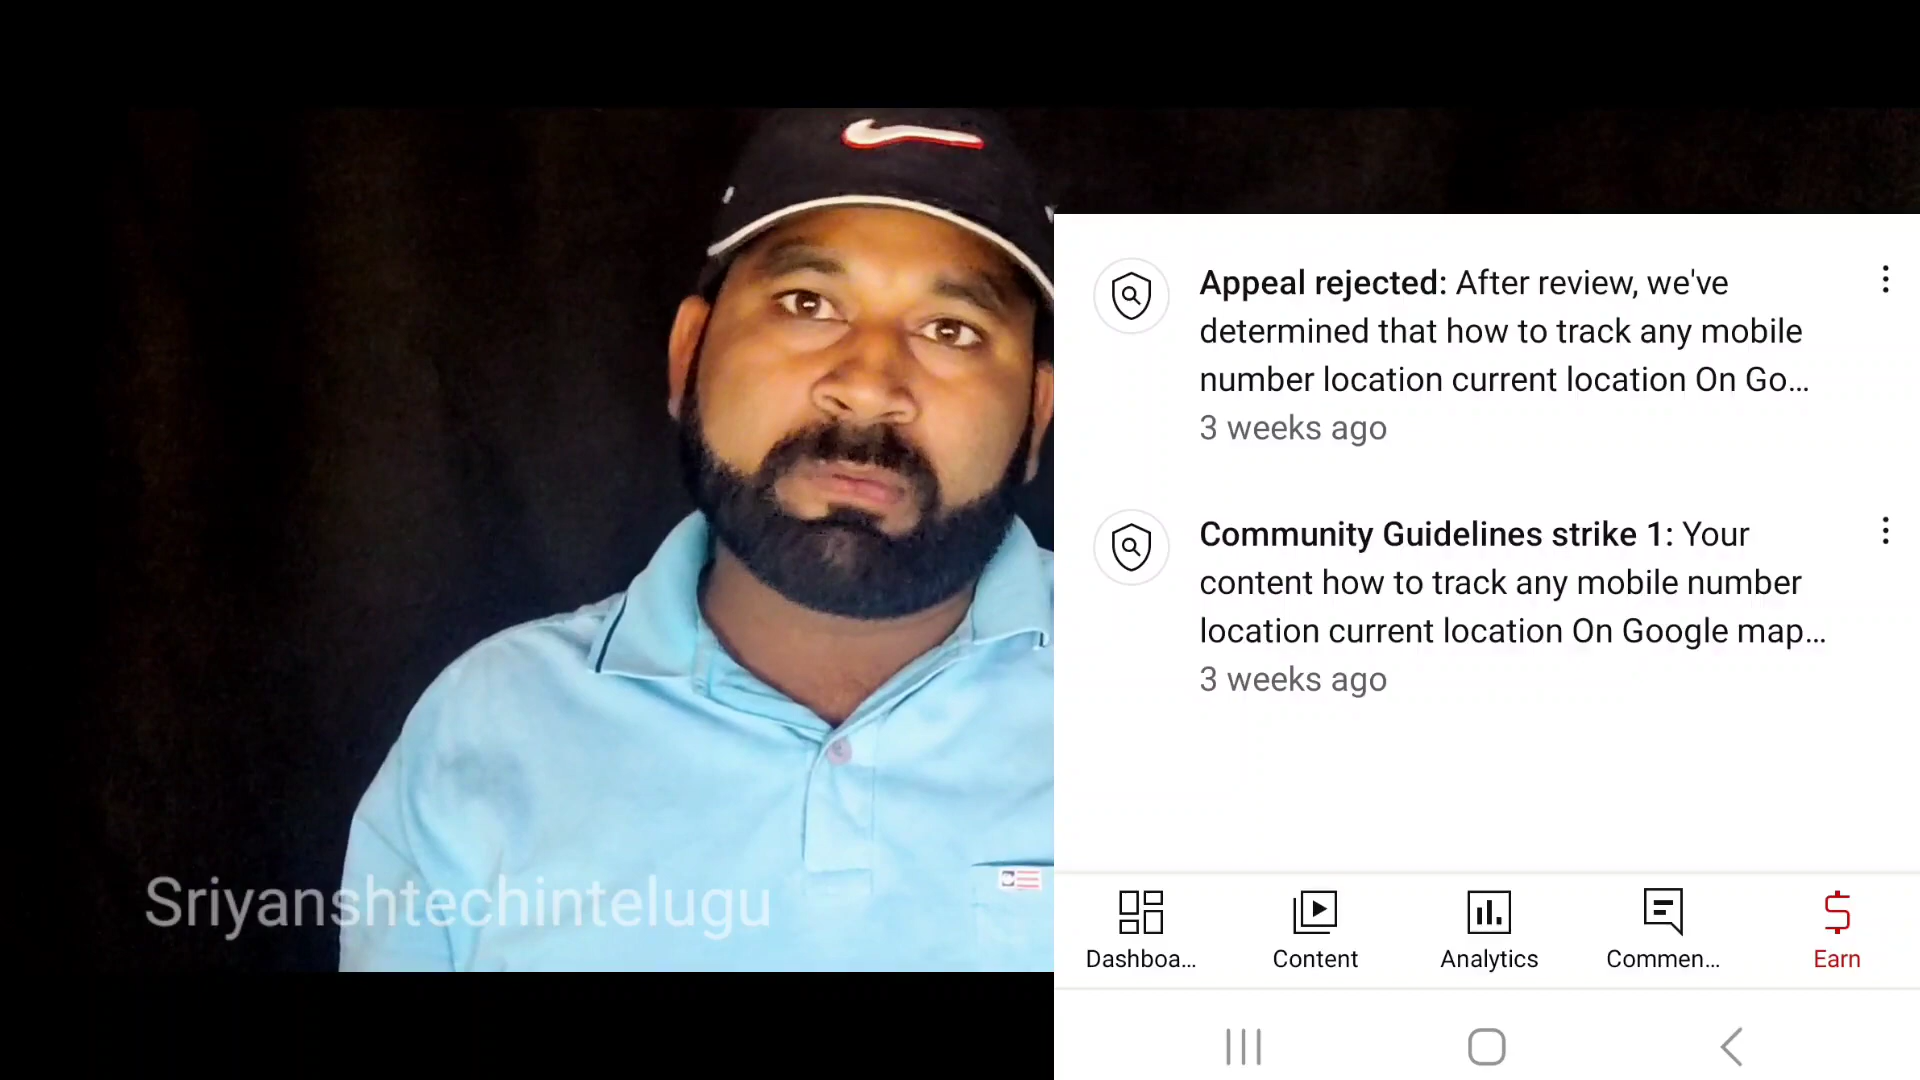 Appeal rejected: After review, we've
determined that how to track any mobile
number location current location On Go...
3 weeks ago
Community Guidelines strike 1: Your
content how to track any mobile number
location current location On Google map...
3 weeks ago
Sriyanshtechintelugu
Dashboa...
Content
Analytics
Commen...
Earn